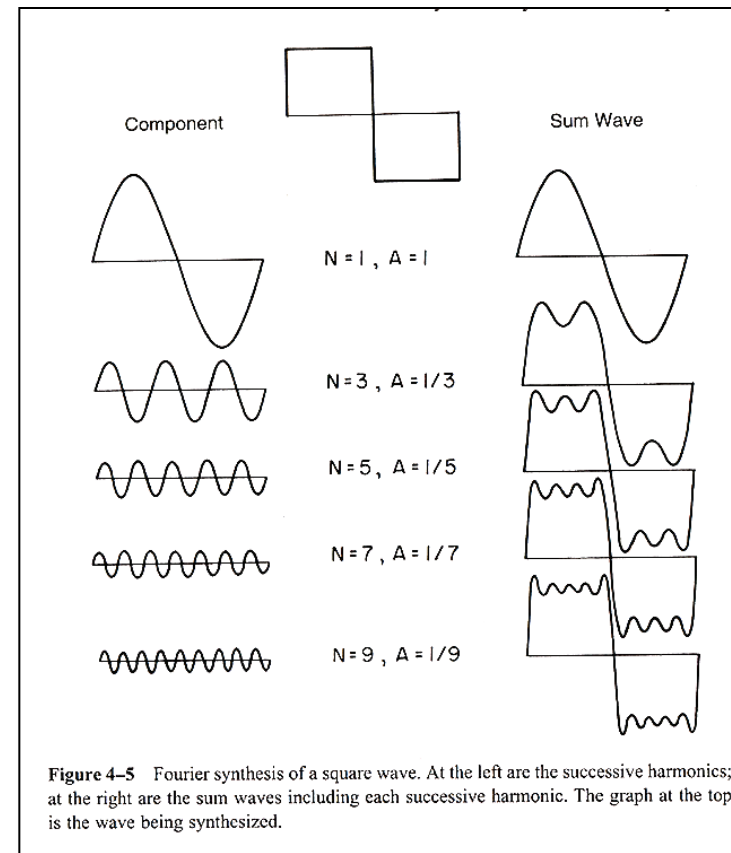 Component
Sum Wave
N = 1 , A = 1
N = 3 , A = 1/3
N = 5 , A = 1/5
N = 7 , A = 1/7
N = 9 , A = 1/9
Figure 4–5 Fourier synthesis of a square wave. At the left are the successive harmonics;
at the right are the sum waves including each successive harmonic. The graph at the top
is the wave being synthesized.